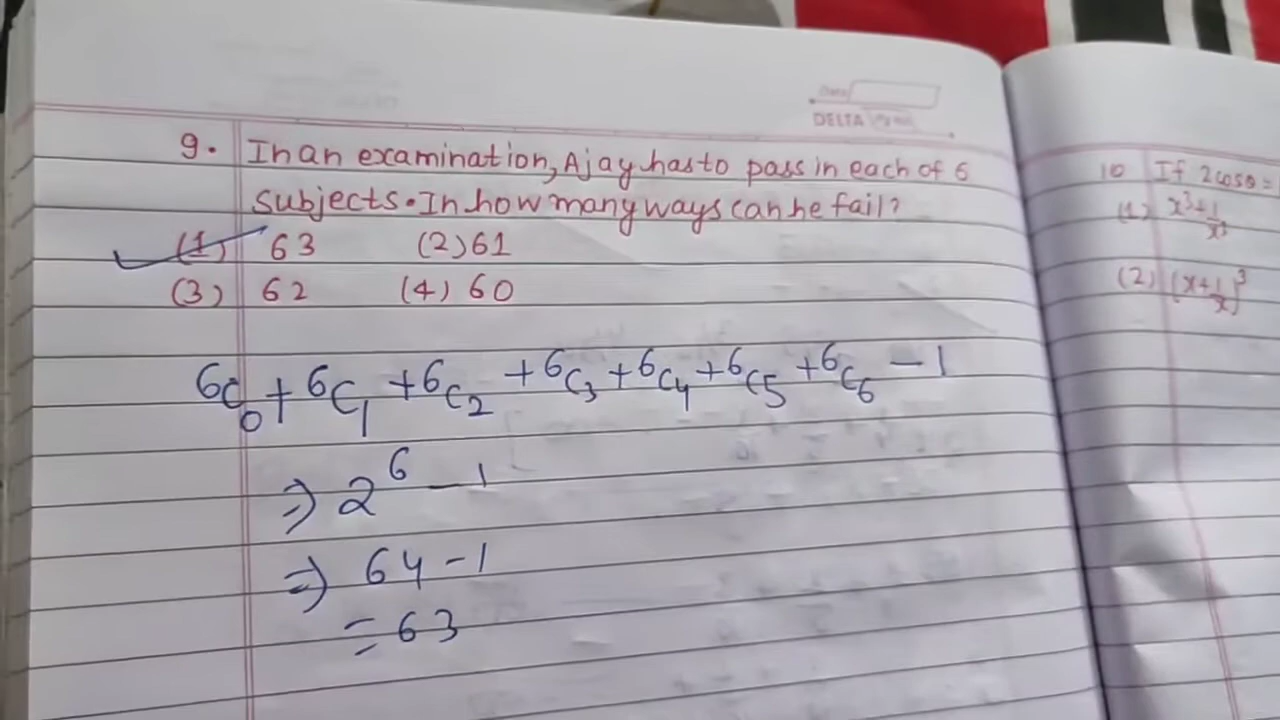 Date
DELTA
9. In an examination, Ajay has to pass in each of 6
subjects. In how many ways can he fail?
(1) 63 (2) 61
(3) 62 (4) 60
⁶C₀ + ⁶C₁ + ⁶C₂ + ⁶C₃ + ⁶C₄ + ⁶C₅ + ⁶C₆ - 1
⇒ 2⁶ - 1
⇒ 64 - 1
= 63
10 If 2cosθ =
(1) x³+1/x³
(2) (x+1/x)³